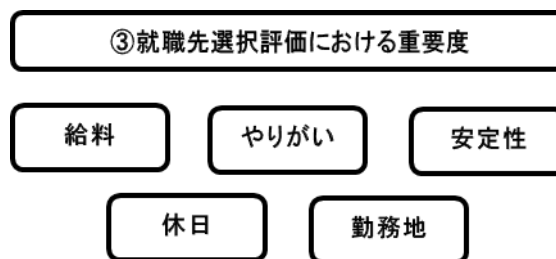 ③就職先選択評価における重要度
給料
やりがい
安定性
休日
勤務地